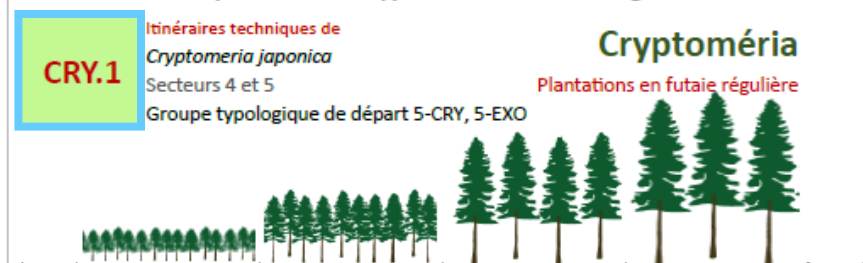 CRY.1
Itinéraires techniques de
Cryptomeria japonica
Secteurs 4 et 5
Groupe typologique de départ 5-CRY, 5-EXO
Cryptoméria
Plantations en futaie régulière